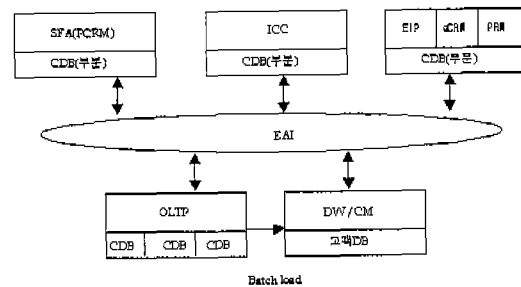 SFA(PCRM)
CDB(부분)
ICC
CDB(부분)
EIP eCRM PRM
CDB(부분)
EAI
OLTP
CDB CDB CDB
DW/CM
고객DB
Batch load